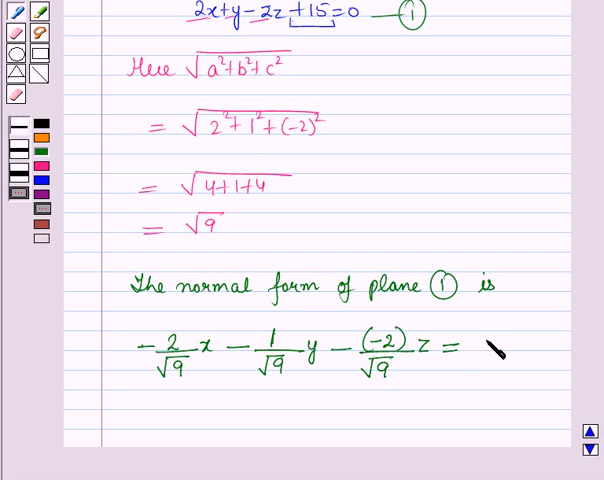 2x+y-2z+15=0 —①
Here √(a²+b²+c²)
= √(2²+1²+(-2)²)
= √(4+1+4)
= √9
The normal form of plane ① is
-2/√9 x - 1/√9 y - (-2)/√9 z =